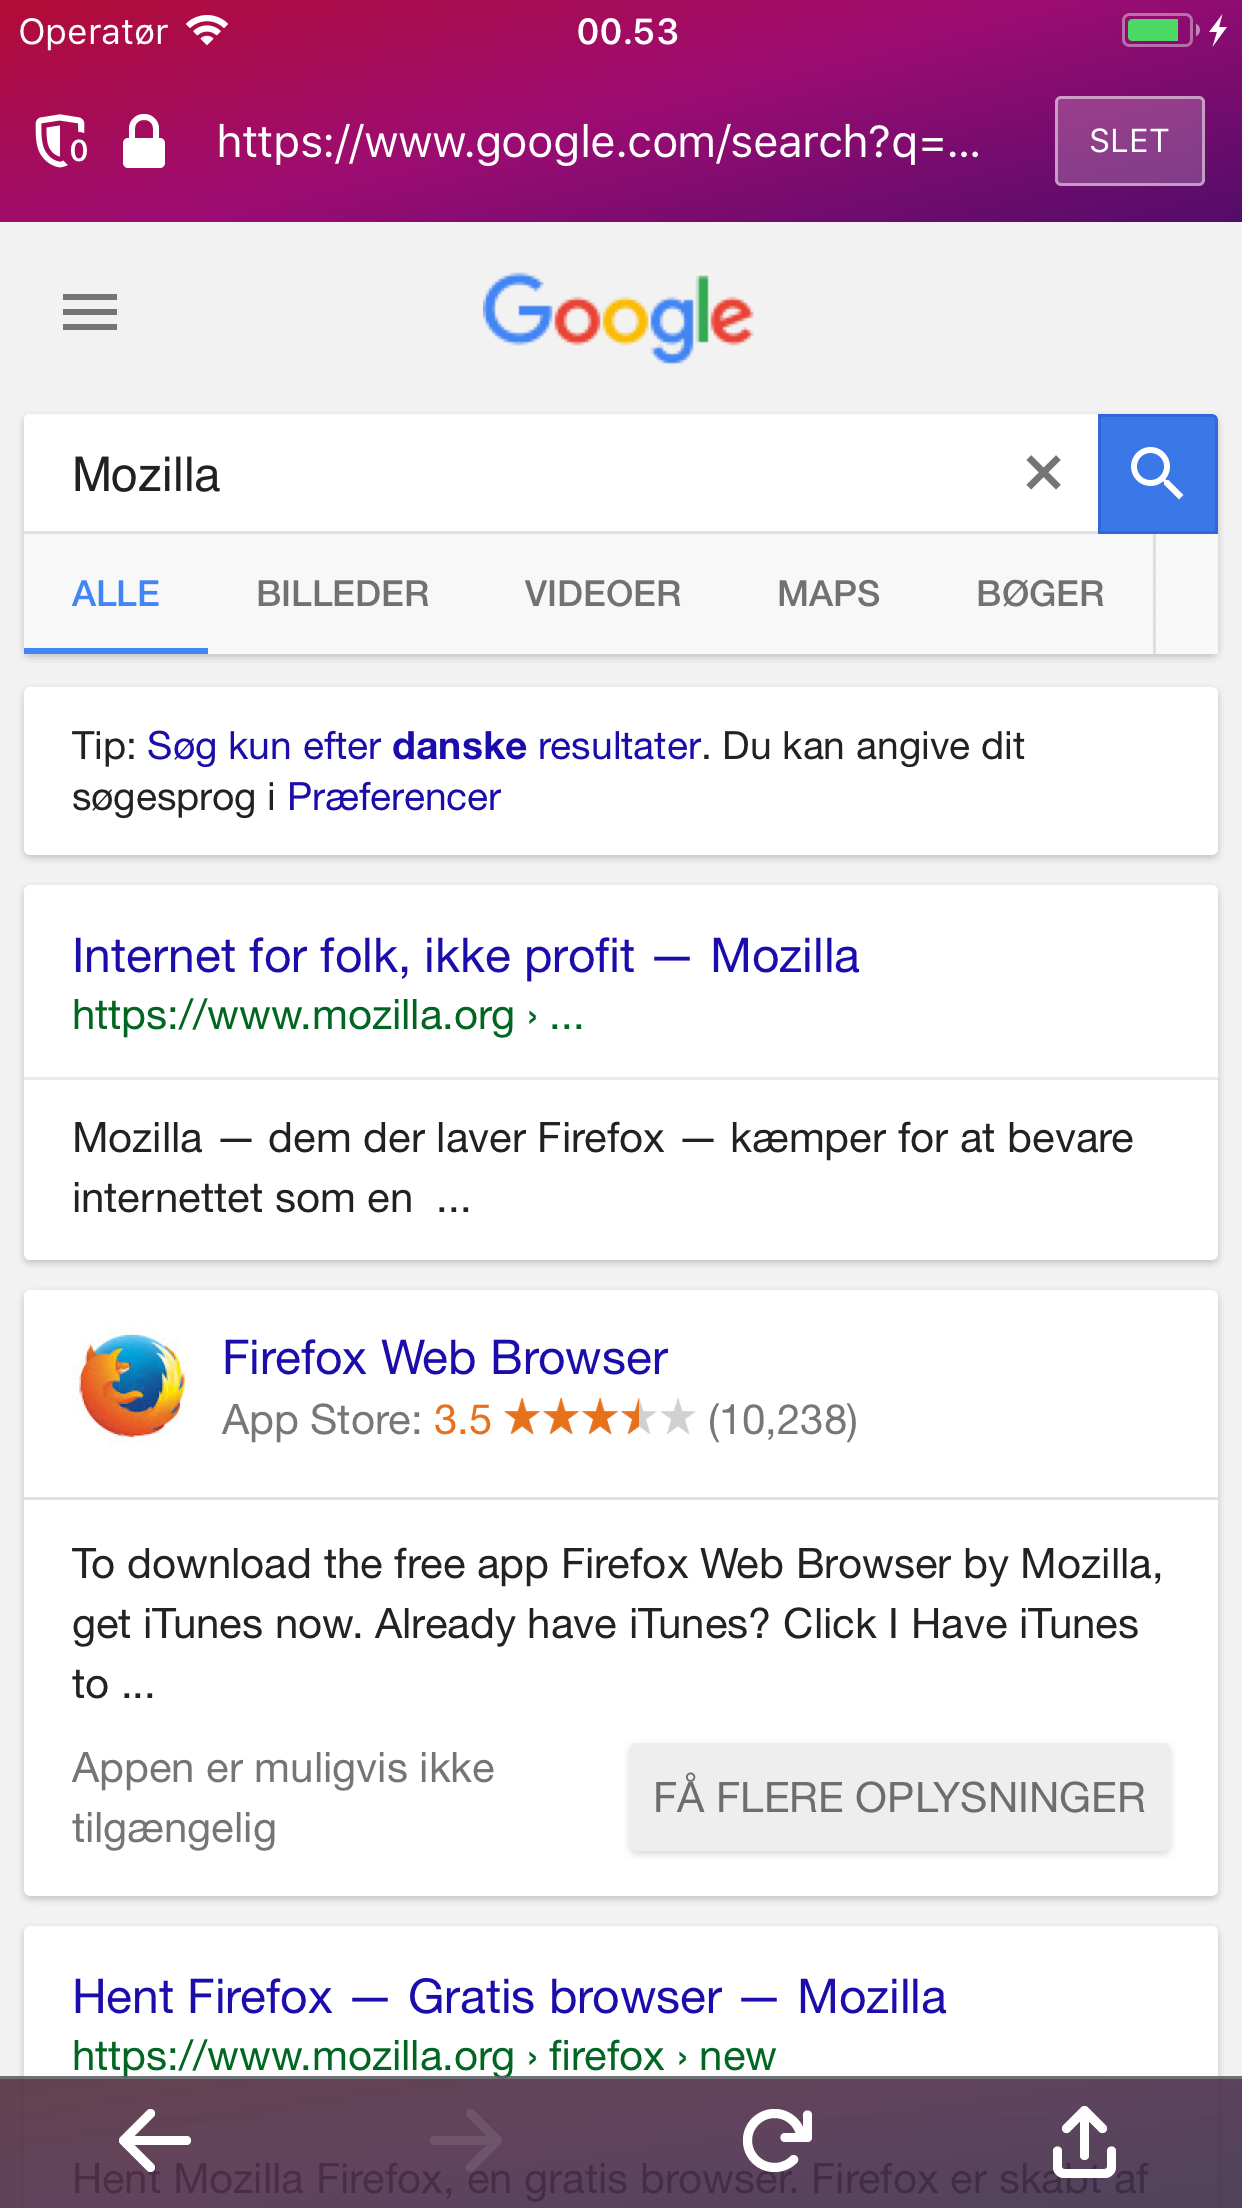 Operatør 00.53
0 https://www.google.com/search?q=... SLET
Google
Mozilla
ALLE BILLEDER VIDEOER MAPS BØGER
Tip: Søg kun efter danske resultater. Du kan angive dit
søgesprog i Præferencer
Internet for folk, ikke profit — Mozilla
https://www.mozilla.org › ...
Mozilla — dem der laver Firefox — kæmper for at bevare
internettet som en ...
Firefox Web Browser
App Store: 3.5 ★★★★★ (10,238)
To download the free app Firefox Web Browser by Mozilla,
get iTunes now. Already have iTunes? Click I Have iTunes
to ...
Appen er muligvis ikke
tilgængelig
FÅ FLERE OPLYSNINGER
Hent Firefox — Gratis browser — Mozilla
https://www.mozilla.org › firefox › new
Hent Mozilla Firefox, en gratis browser. Firefox er skabt af